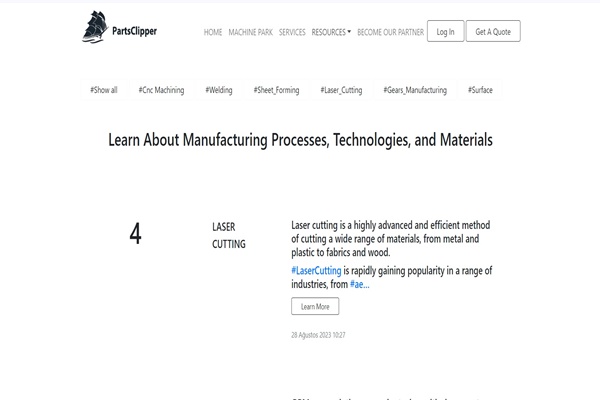 PartsClipper
HOME MACHINE PARK SERVICES RESOURCES BECOME OUR PARTNER Log In Get A Quote
#Show all #Cnc Machining #Welding #Sheet_Forming #Laser_Cutting #Gears_Manufacturing #Surface
Learn About Manufacturing Processes, Technologies, and Materials
4
LASER
CUTTING
Laser cutting is a highly advanced and efficient method
of cutting a wide range of materials, from metal and
plastic to fabrics and wood.
#LaserCutting is rapidly gaining popularity in a range of
industries, from #ae...
Learn More
28 Ağustos 2023 10:27